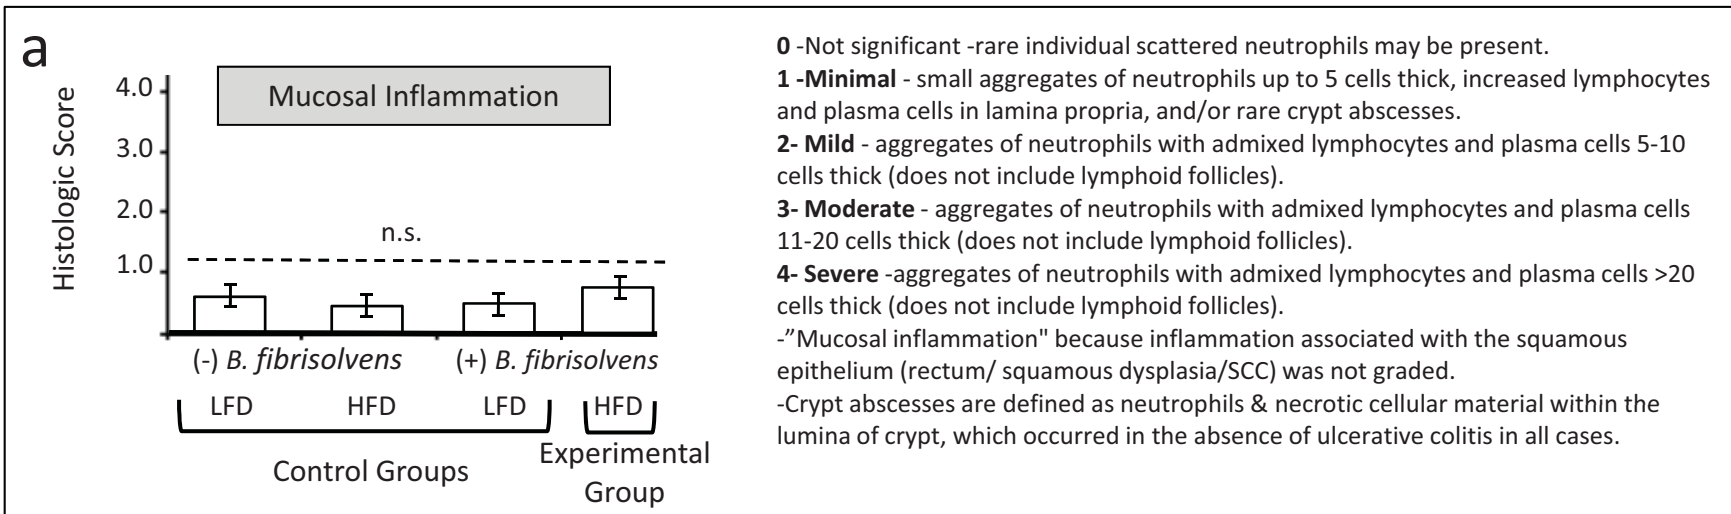 a
Mucosal Inflammation
Histologic Score
4.0
3.0
2.0
1.0
n.s.
(-) B. fibrisolvens (+) B. fibrisolvens
LFD HFD LFD HFD
Control Groups
Experimental
Group
0 -Not significant -rare individual scattered neutrophils may be present.
1 -Minimal - small aggregates of neutrophils up to 5 cells thick, increased lymphocytes
and plasma cells in lamina propria, and/or rare crypt abscesses.
2- Mild - aggregates of neutrophils with admixed lymphocytes and plasma cells 5-10
cells thick (does not include lymphoid follicles).
3- Moderate - aggregates of neutrophils with admixed lymphocytes and plasma cells
11-20 cells thick (does not include lymphoid follicles).
4- Severe -aggregates of neutrophils with admixed lymphocytes and plasma cells >20
cells thick (does not include lymphoid follicles).
-”Mucosal inflammation" because inflammation associated with the squamous
epithelium (rectum/ squamous dysplasia/SCC) was not graded.
-Crypt abscesses are defined as neutrophils & necrotic cellular material within the
lumina of crypt, which occurred in the absence of ulcerative colitis in all cases.